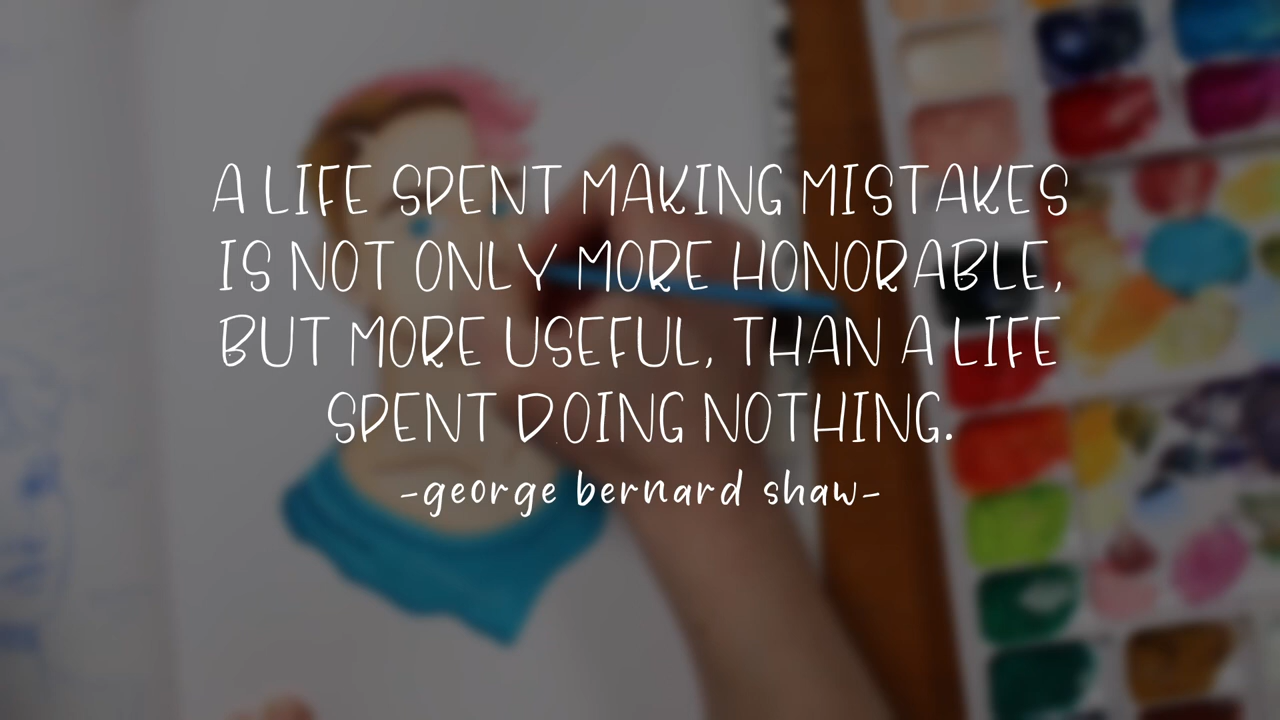 A LIFE SPENT MAKING MISTAKES
IS NOT ONLY MORE HONORABLE,
BUT MORE USEFUL, THAN A LIFE
SPENT DOING NOTHING.
-george bernard shaw-